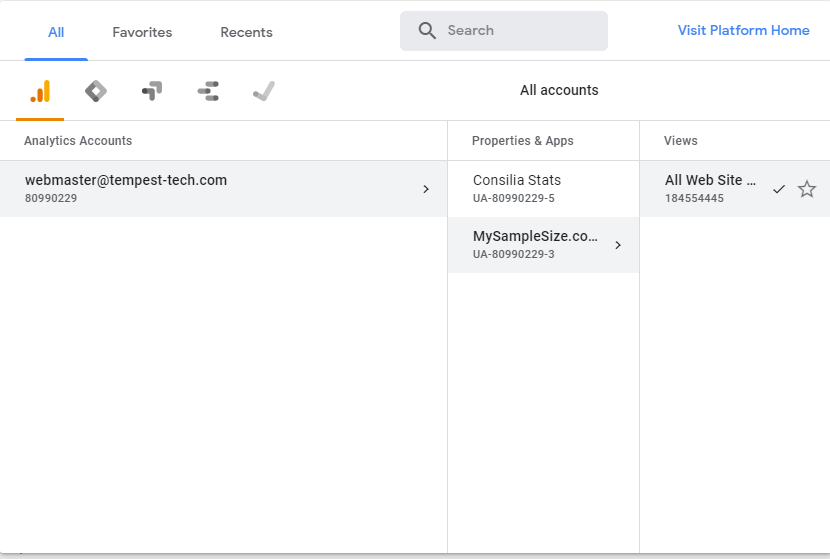 All Favorites Recents Search Visit Platform Home
All accounts
Analytics Accounts Properties & Apps Views
webmaster@tempest-tech.com Consilia Stats All Web Site ...
80990229 UA-80990229-5 184554445
MySampleSize.co...
UA-80990229-3